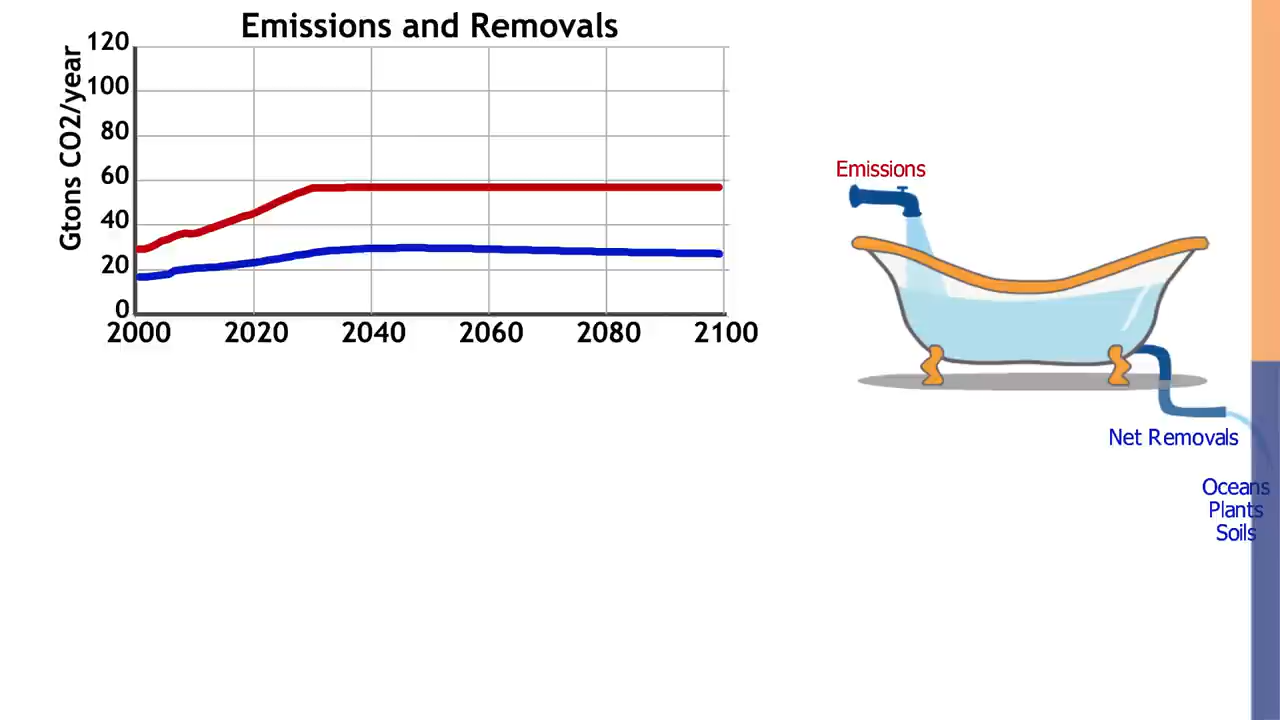 Emissions and Removals
Gtons CO2/year
120
100
80
60
40
20
0
2000 2020 2040 2060 2080 2100
Emissions
Net Removals
Oceans
Plants
Soils